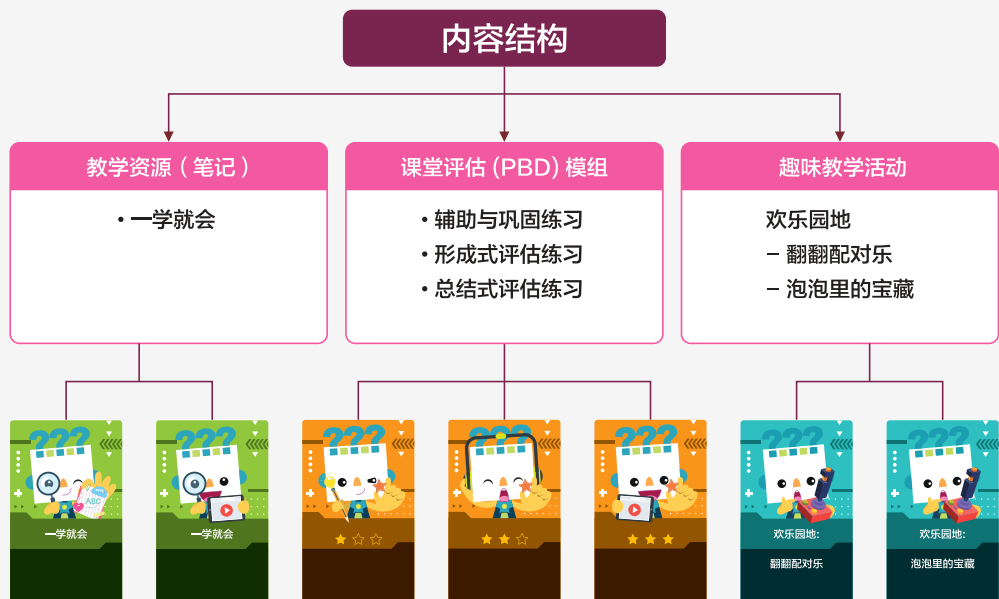 内容结构
教学资源（笔记）
• 一学就会
课堂评估 (PBD) 模组
• 辅助与巩固练习
• 形成式评估练习
• 总结式评估练习
趣味教学活动
欢乐园地
– 翻翻配对乐
– 泡泡里的宝藏
???
ABC
一学就会
???
一学就会
???
???
???
???
欢乐园地:
翻翻配对乐
???
欢乐园地:
泡泡里的宝藏